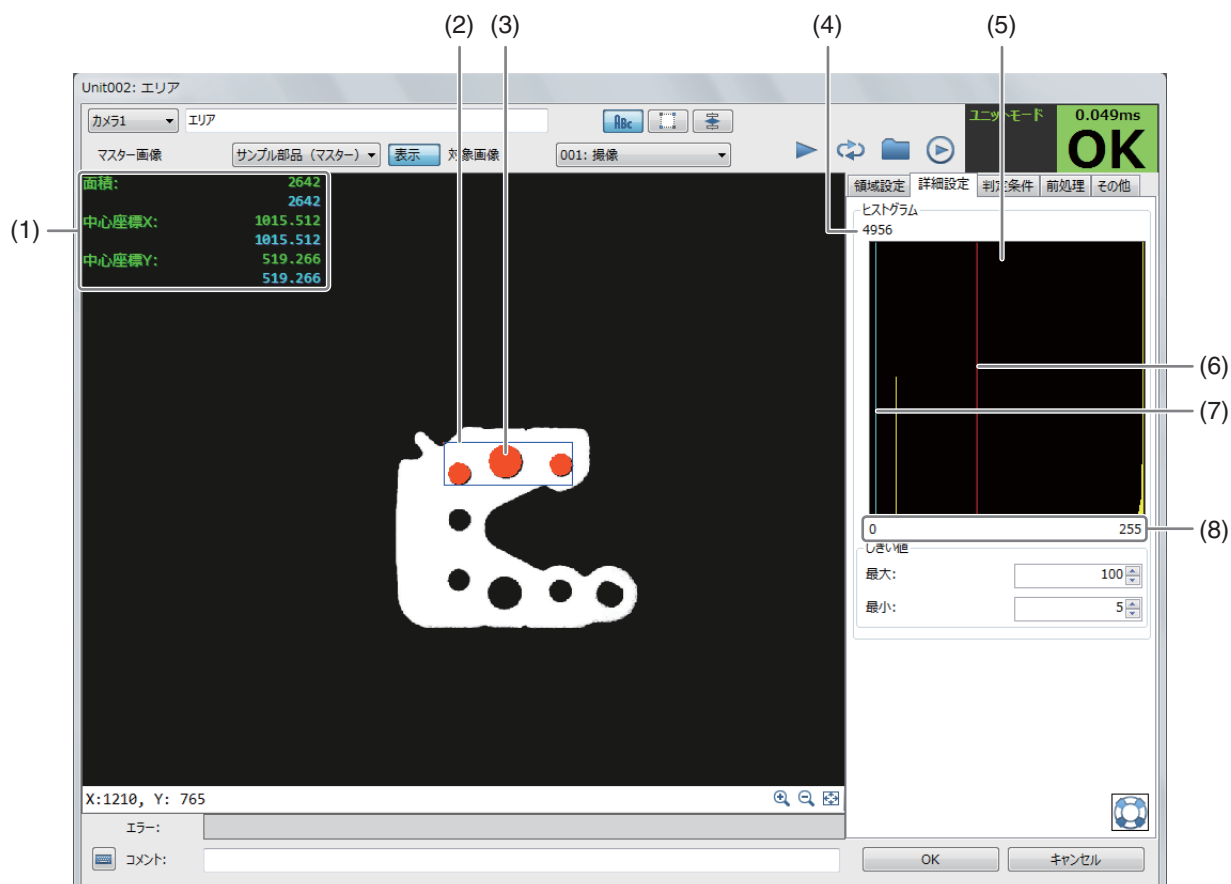 (2) (3) (4) (5)
Unit002: エリア
カメラ1 エリア ABC ユニットモード 0.049ms
マスター画像 サンプル部品（マスター） 表示 対象画像 001: 撮像 OK
領域設定 詳細設定 判定条件 前処理 その他
面積: 2642
2642
中心座標X: 1015.512
1015.512
中心座標Y: 519.266
519.266
(1)
ヒストグラム
4956
(6)
(7)
0 255
(8)
しきい値
最大: 100
最小: 5
X:1210, Y: 765
エラー:
コメント:
OK キャンセル